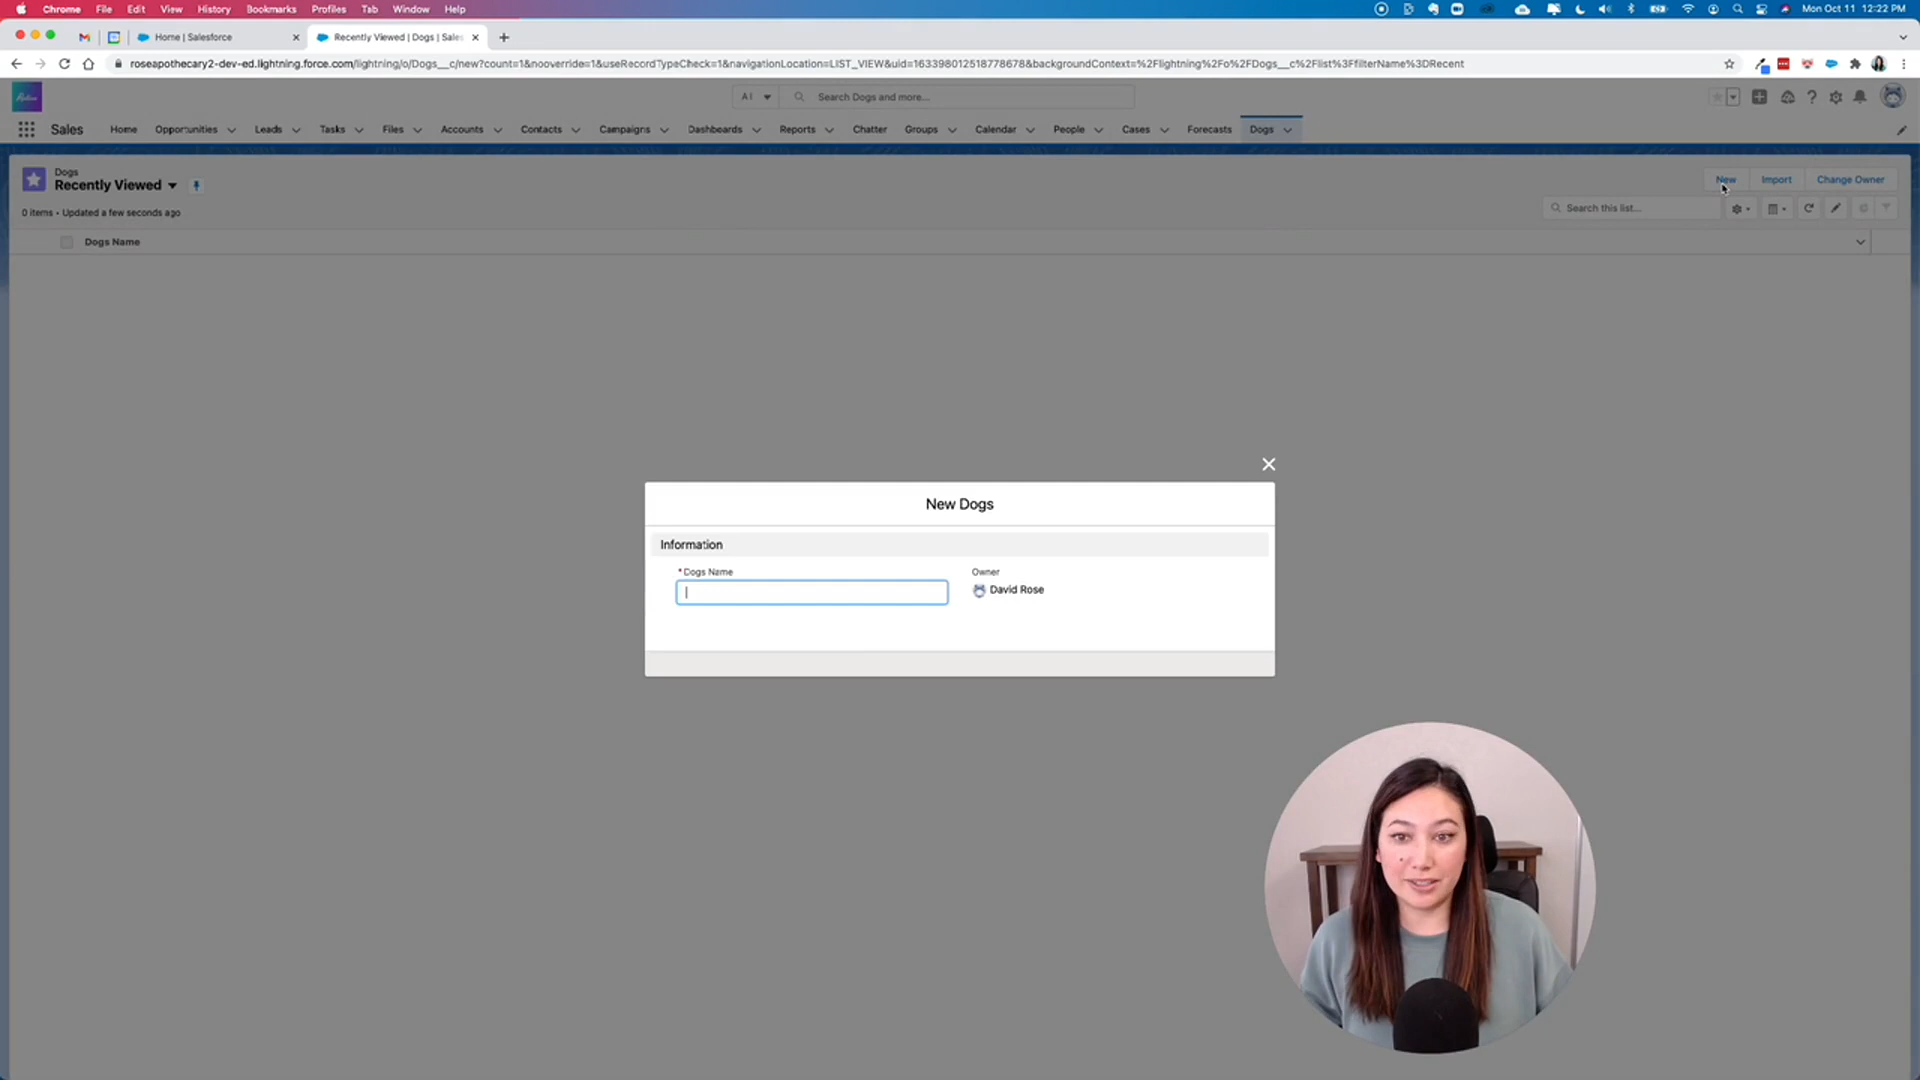 Chrome File Edit View History Bookmarks Profiles Tab Window Help Mon Oct 11 12:22 PM
Home | Salesforce
Recently Viewed | Dogs | Sales
roseapothecary2-dev-ed.lightning.force.com/lightning/o/Dogs__c/new?count=1&nooverride=1&useRecordTypeCheck=1&navigationLocation=LIST_VIEW&uid=163398012518778678&backgroundContext=%2Flightning%2Fo%2FDogs__c%2Flist%3FfilterName%3DRecent
All Search Dogs and more...
Sales Home Opportunities Leads Tasks Files Accounts Contacts Campaigns Dashboards Reports Chatter Groups Calendar People Cases Forecasts Dogs
Dogs
Recently Viewed
New Import Change Owner
0 items • Updated a few seconds ago
Search this list...
Dogs Name
New Dogs
Information
*Dogs Name
Owner
David Rose